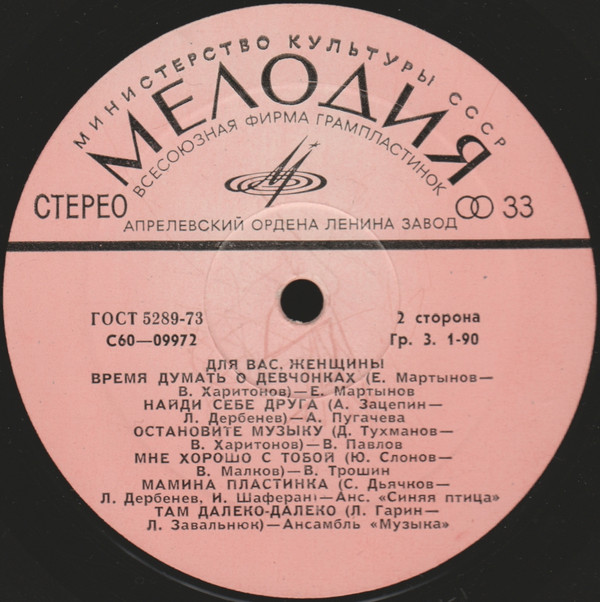 МИНИСТЕРСТВО КУЛЬТУРЫ СССР
МЕЛОДИЯ
ВСЕСОЮЗНАЯ ФИРМА ГРАМПЛАСТИНОК
СТЕРЕО
33
АПРЕЛЕВСКИЙ ОРДЕНА ЛЕНИНА ЗАВОД
ГОСТ 5289-73
2 сторона
С60—09972
Гр. 3. 1-90
ДЛЯ ВАС, ЖЕНЩИНЫ
ВРЕМЯ ДУМАТЬ О ДЕВЧОНКАХ (Е. Мартынов—
В. Харитонов)—Е. Мартынов
НАЙДИ СЕБЕ ДРУГА (А. Зацепин—
Л. Дербенев)—А. Пугачева
ОСТАНОВИТЕ МУЗЫКУ (Д. Тухманов—
В. Харитонов)—В. Павлов
МНЕ ХОРОШО С ТОБОЙ (Ю. Слонов—
В. Малков)—В. Трошин
МАМИНА ПЛАСТИНКА (С. Дьячков—
Л. Дербенев, И. Шаферан)—Анс. «Синяя птица»
ТАМ ДАЛЕКО-ДАЛЕКО (Л. Гарин—
Л. Завальнюк)—Ансамбль «Музыка»